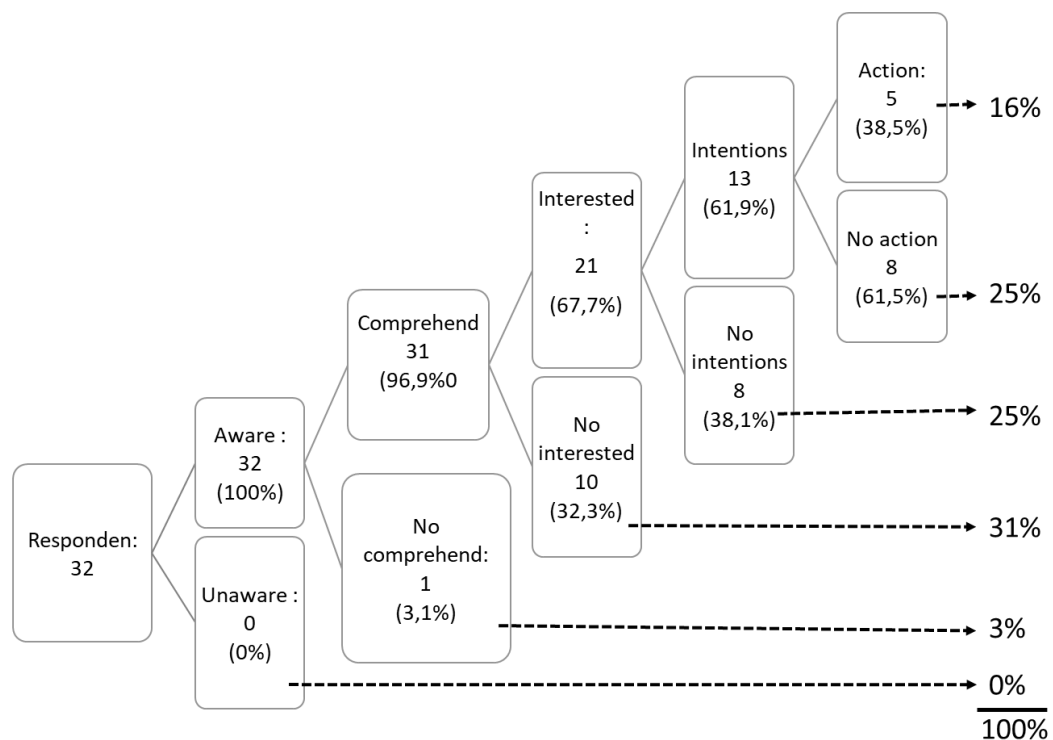 Responden:
32
Aware :
32
(100%)
Unaware :
0
(0%)
Comprehend
31
(96,9%0
No
comprehend:
1
(3,1%)
Interested
:
21
(67,7%)
No
interested
10
(32,3%)
Intentions
13
(61,9%)
No
intentions
8
(38,1%)
Action:
5
(38,5%)
No action
8
(61,5%)
16%
25%
25%
31%
3%
0%
100%